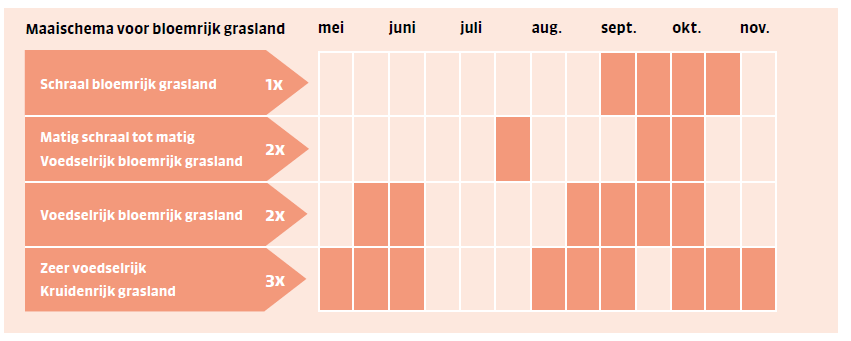 Maaischema voor bloemrijk grasland mei juni juli aug. sept. okt. nov.
Schraal bloemrijk grasland 1x
Matig schraal tot matig
Voedselrijk bloemrijk grasland 2x
Voedselrijk bloemrijk grasland 2x
Zeer voedselrijk
Kruidenrijk grasland 3x